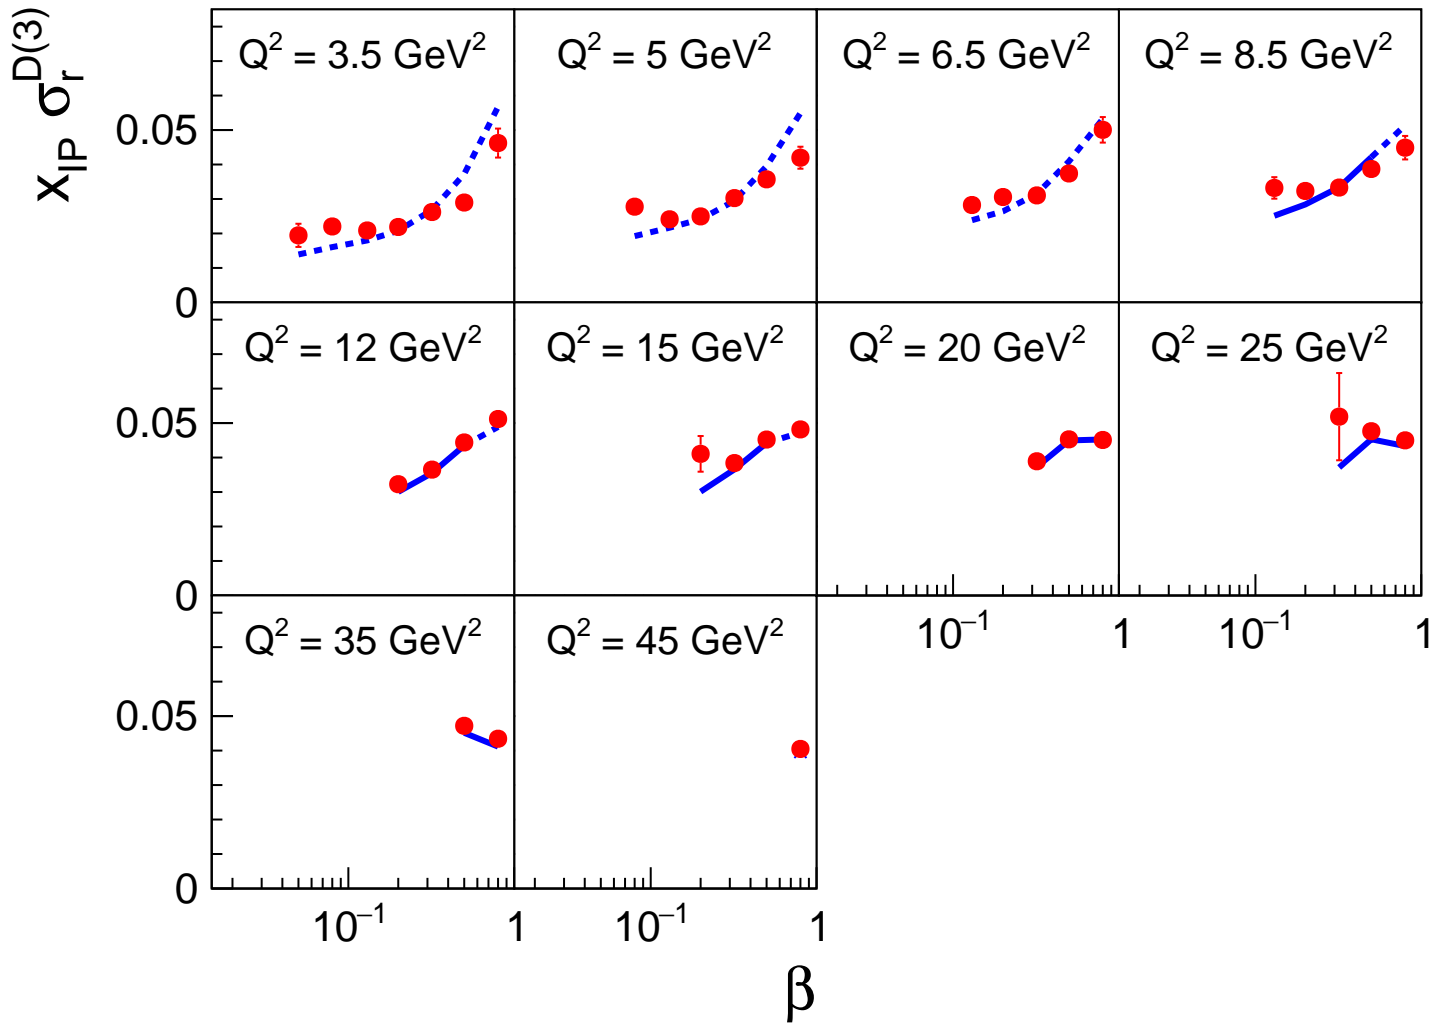 x_IP σ_r^D(3)
Q² = 3.5 GeV²
Q² = 5 GeV²
Q² = 6.5 GeV²
Q² = 8.5 GeV²
0.05
0
Q² = 12 GeV²
Q² = 15 GeV²
Q² = 20 GeV²
Q² = 25 GeV²
0.05
0
10⁻¹ 1
10⁻¹ 1
Q² = 35 GeV²
Q² = 45 GeV²
0.05
0
10⁻¹ 1
10⁻¹ 1
β